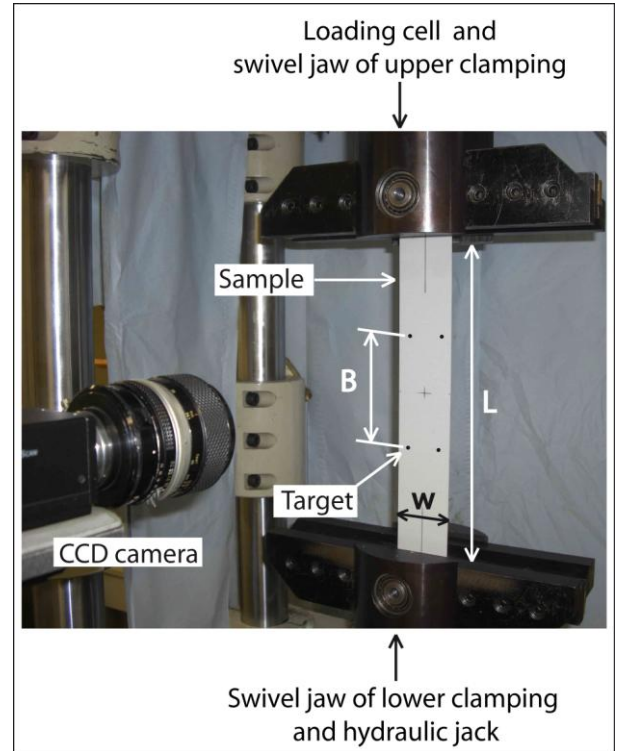 Loading cell and
swivel jaw of upper clamping
Sample
B
L
Target
W
CCD camera
Swivel jaw of lower clamping
and hydraulic jack